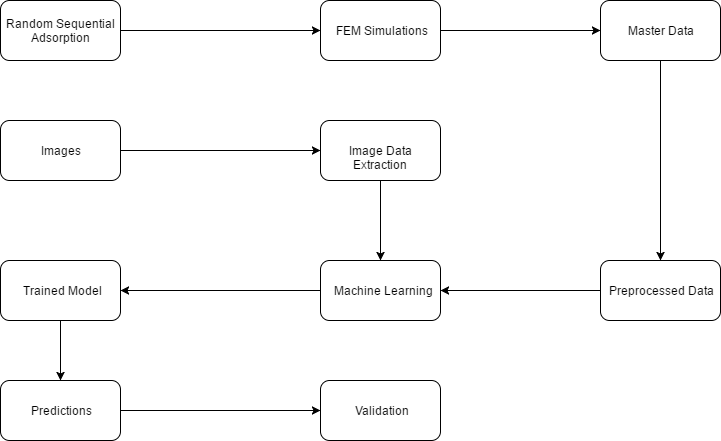 Random Sequential
Adsorption
FEM Simulations
Master Data
Images
Image Data
Extraction
Trained Model
Machine Learning
Preprocessed Data
Predictions
Validation